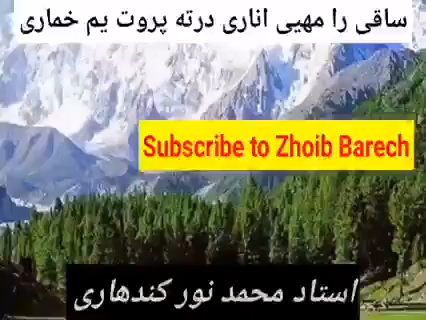 ساقی را مهیی اناری درته پروت یم خماری
Subscribe to Zhoib Barech
استاد محمد نور کندهاری